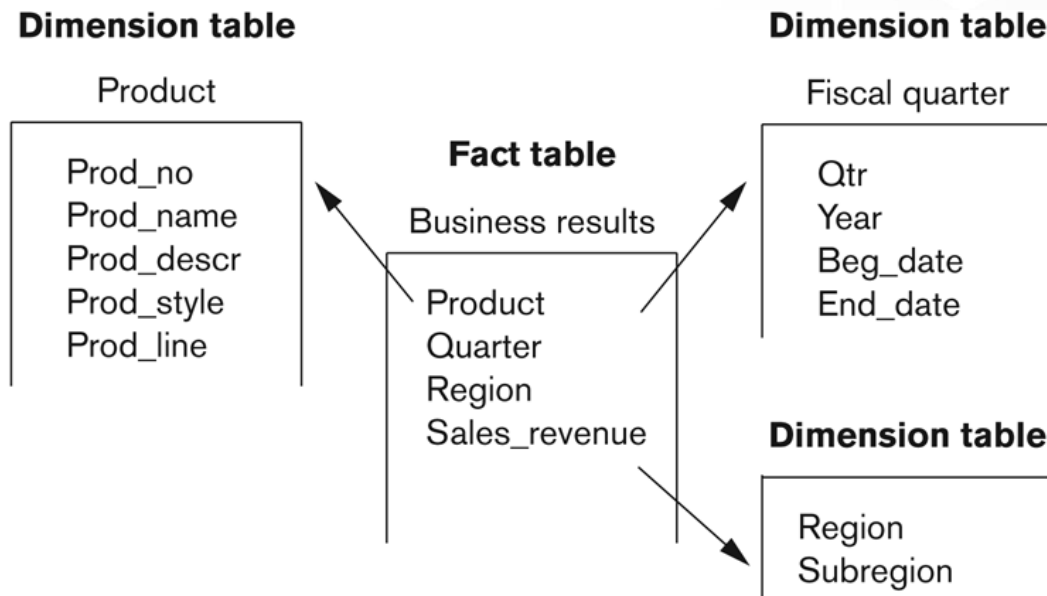 Dimension table
Product
Prod_no
Prod_name
Prod_descr
Prod_style
Prod_line
Fact table
Business results
Product
Quarter
Region
Sales_revenue
Dimension table
Fiscal quarter
Qtr
Year
Beg_date
End_date
Dimension table
Region
Subregion